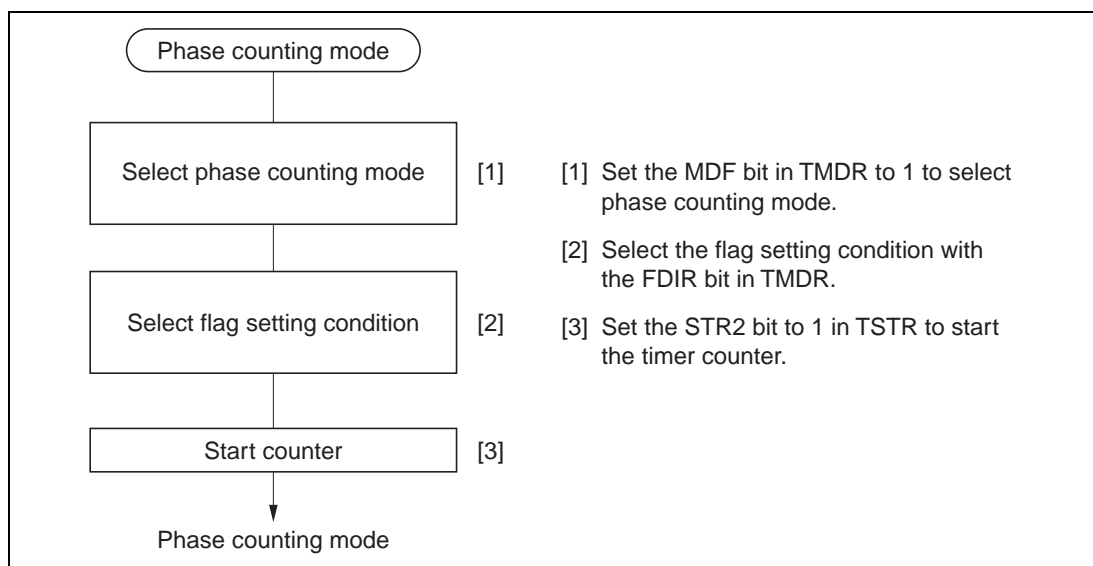 Phase counting mode
Select phase counting mode [1]
[1] Set the MDF bit in TMDR to 1 to select
phase counting mode.
[2] Select the flag setting condition with
the FDIR bit in TMDR.
Select flag setting condition [2]
[3] Set the STR2 bit to 1 in TSTR to start
the timer counter.
Start counter [3]
Phase counting mode